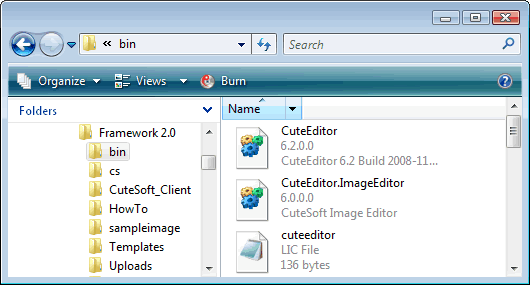 « bin
Search
Organize Views Burn
Folders
Framework 2.0
bin
cs
CuteSoft_Client
HowTo
sampleimage
Templates
Uploads
Name
CuteEditor
6.2.0.0
CuteEditor 6.2 Build 2008-11...
CuteEditor.ImageEditor
6.0.0.0
CuteSoft Image Editor
cuteeditor
LIC File
136 bytes